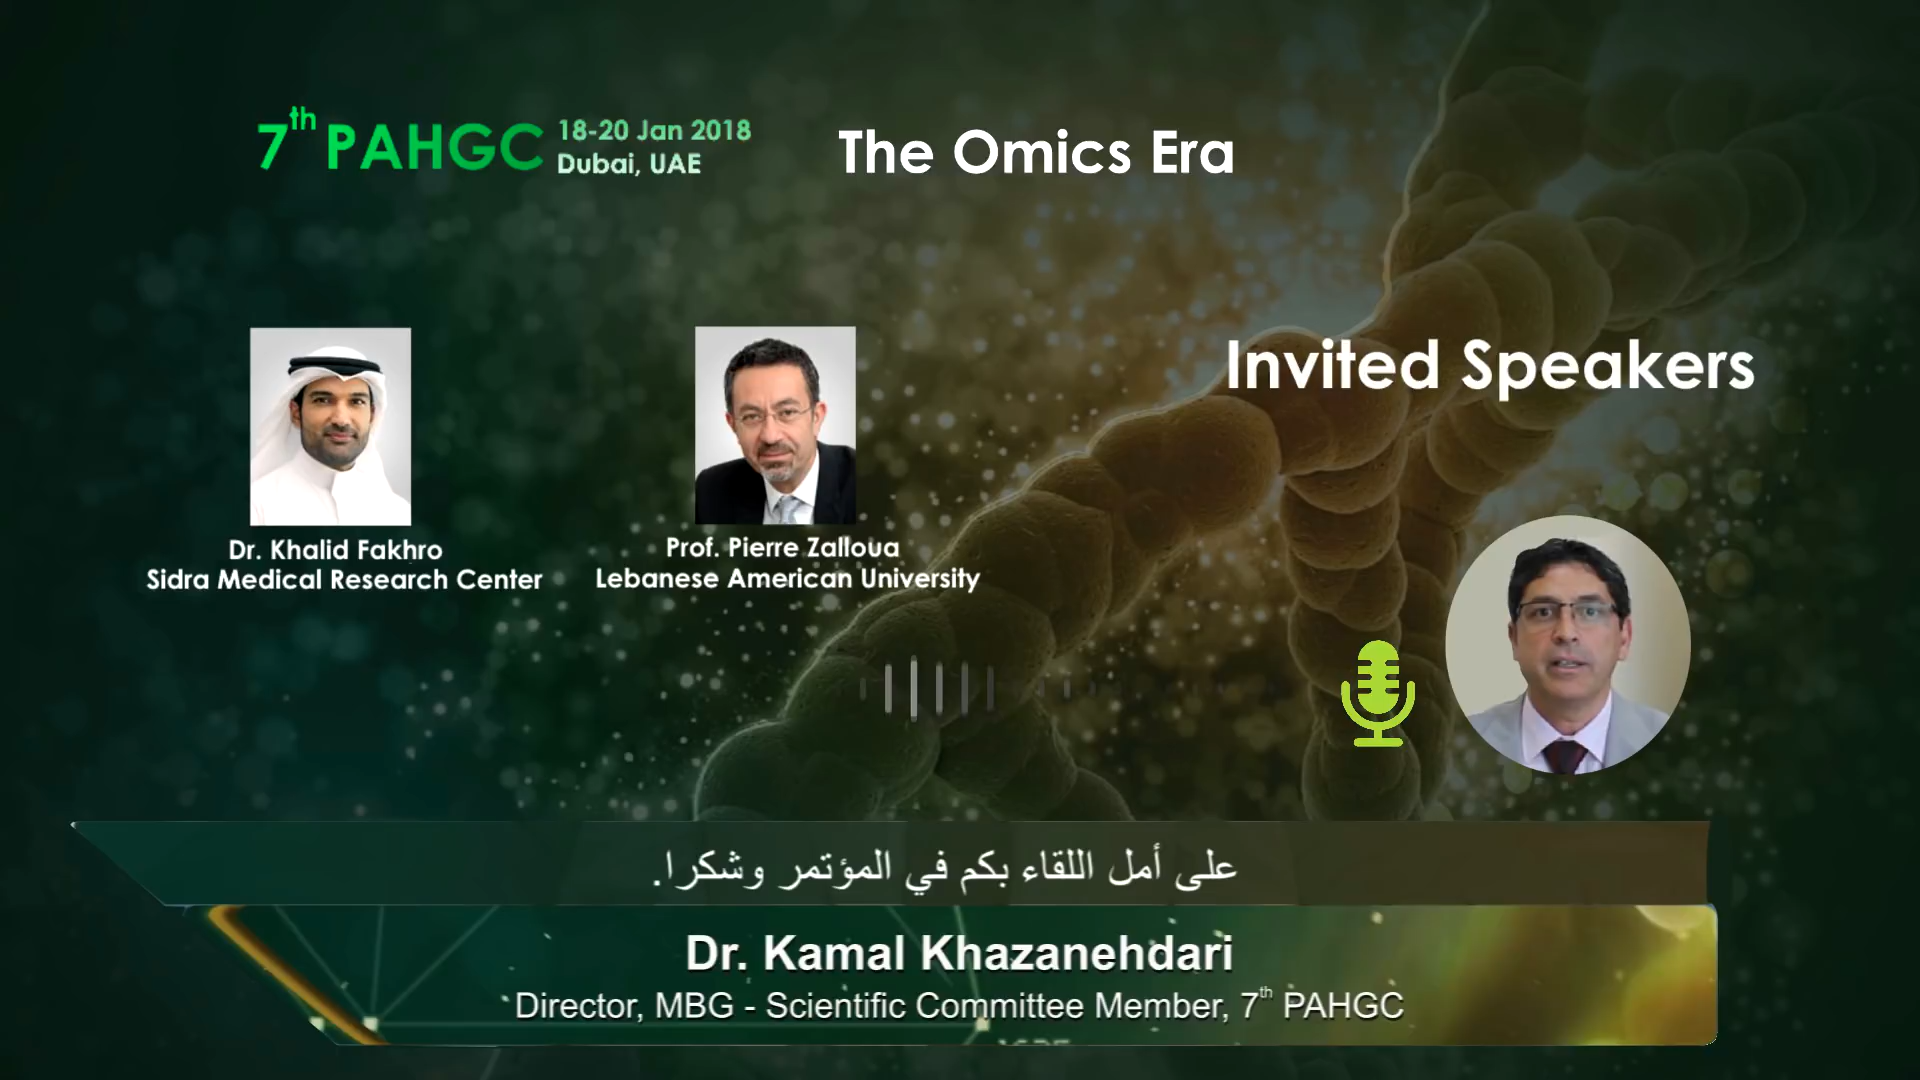 7th PAHGC
18-20 Jan 2018
Dubai, UAE
The Omics Era
Invited Speakers
Dr. Khalid Fakhro
Sidra Medical Research Center
Prof. Pierre Zalloua
Lebanese American University
على أمل اللقاء بكم في المؤتمر وشكرا.
Dr. Kamal Khazanehdari
Director, MBG - Scientific Committee Member, 7th PAHGC